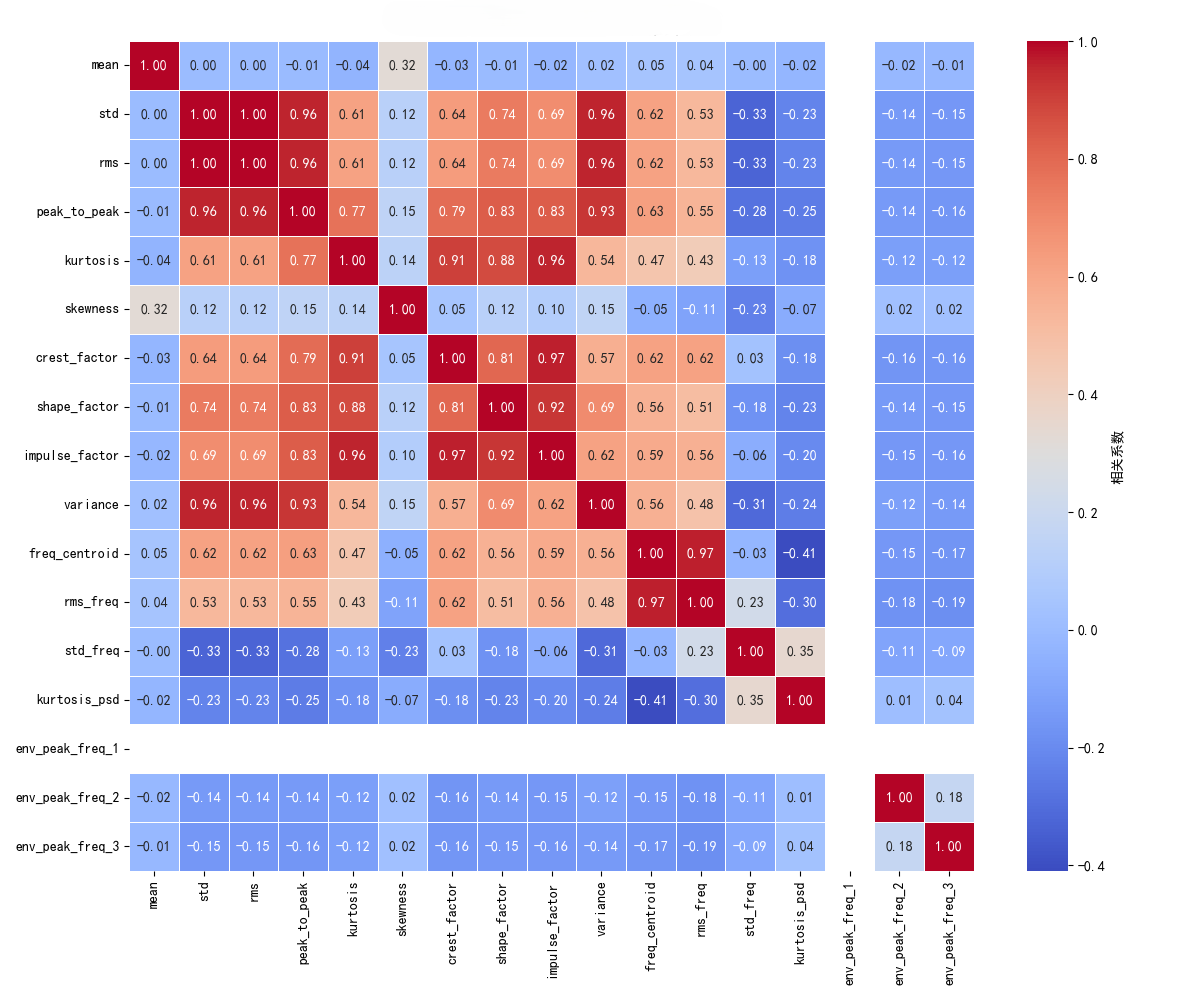 mean 1.00 0.00 0.00 −0.01 −0.04 0.32 −0.03 −0.01 −0.02 0.02 0.05 0.04 −0.00 −0.02 −0.02 −0.01
std 0.00 1.00 1.00 0.96 0.61 0.12 0.64 0.74 0.69 0.96 0.62 0.53 −0.33 −0.23 −0.14 −0.15
rms 0.00 1.00 1.00 0.96 0.61 0.12 0.64 0.74 0.69 0.96 0.62 0.53 −0.33 −0.23 −0.14 −0.15
peak_to_peak −0.01 0.96 0.96 1.00 0.77 0.15 0.79 0.83 0.83 0.93 0.63 0.55 −0.28 −0.25 −0.14 −0.16
kurtosis −0.04 0.61 0.61 0.77 1.00 0.14 0.91 0.88 0.96 0.54 0.47 0.43 −0.13 −0.18 −0.12 −0.12
skewness 0.32 0.12 0.12 0.15 0.14 1.00 0.05 0.12 0.10 0.15 −0.05 −0.11 −0.23 −0.07 0.02 0.02
crest_factor −0.03 0.64 0.64 0.79 0.91 0.05 1.00 0.81 0.97 0.57 0.62 0.62 0.03 −0.18 −0.16 −0.16
shape_factor −0.01 0.74 0.74 0.83 0.88 0.12 0.81 1.00 0.92 0.69 0.56 0.51 −0.18 −0.23 −0.14 −0.15
impulse_factor −0.02 0.69 0.69 0.83 0.96 0.10 0.97 0.92 1.00 0.62 0.59 0.56 −0.06 −0.20 −0.15 −0.16
variance 0.02 0.96 0.96 0.93 0.54 0.15 0.57 0.69 0.62 1.00 0.56 0.48 −0.31 −0.24 −0.12 −0.14
freq_centroid 0.05 0.62 0.62 0.63 0.47 −0.05 0.62 0.56 0.59 0.56 1.00 0.97 −0.03 −0.41 −0.15 −0.17
rms_freq 0.04 0.53 0.53 0.55 0.43 −0.11 0.62 0.51 0.56 0.48 0.97 1.00 0.23 −0.30 −0.18 −0.19
std_freq −0.00 −0.33 −0.33 −0.28 −0.13 −0.23 0.03 −0.18 −0.06 −0.31 −0.03 0.23 1.00 0.35 −0.11 −0.09
kurtosis_psd −0.02 −0.23 −0.23 −0.25 −0.18 −0.07 −0.18 −0.23 −0.20 −0.24 −0.41 −0.30 0.35 1.00 0.01 0.04
env_peak_freq_1
env_peak_freq_2 −0.02 −0.14 −0.14 −0.14 −0.12 0.02 −0.16 −0.14 −0.15 −0.12 −0.15 −0.18 −0.11 0.01 1.00 0.18
env_peak_freq_3 −0.01 −0.15 −0.15 −0.16 −0.12 0.02 −0.16 −0.15 −0.16 −0.14 −0.17 −0.19 −0.09 0.04 0.18 1.00
mean std rms peak_to_peak kurtosis skewness crest_factor shape_factor impulse_factor variance freq_centroid rms_freq std_freq kurtosis_psd env_peak_freq_1 env_peak_freq_2 env_peak_freq_3
1.0
0.8
0.6
0.4
0.2
0.0
−0.2
−0.4
相关系数